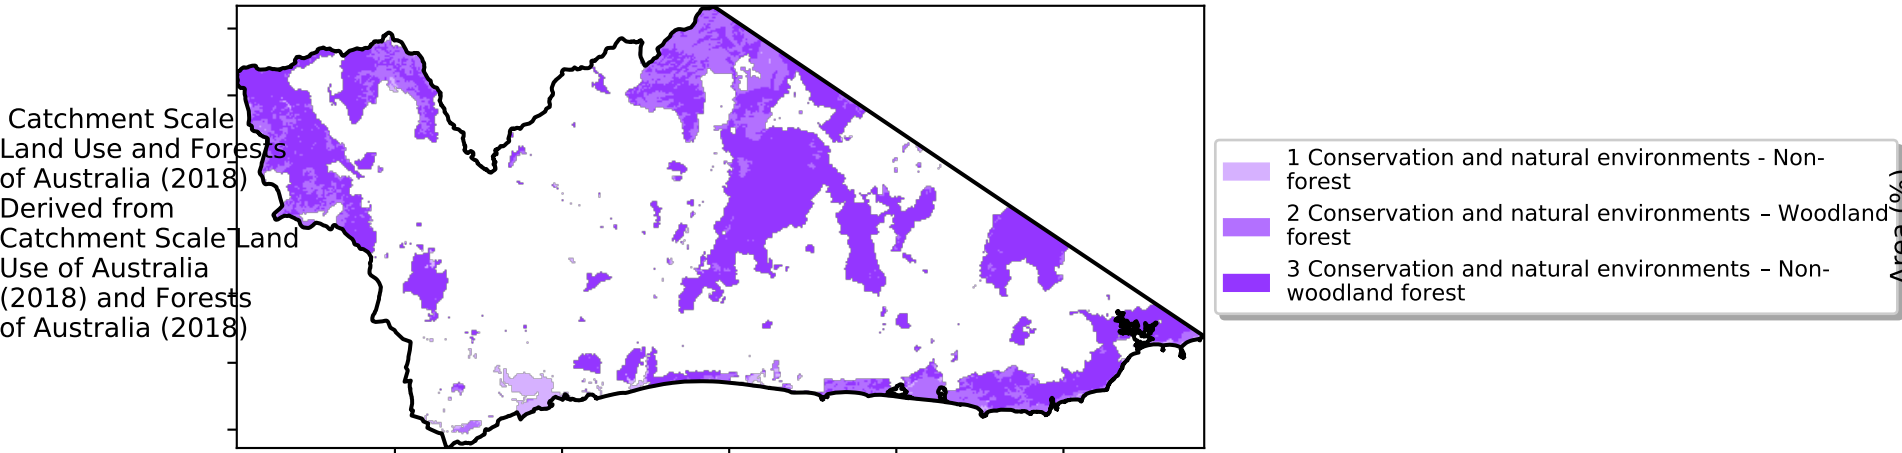 Catchment Scale
Land Use and Forests
of Australia (2018)
Derived from
Catchment Scale Land
Use of Australia
(2018) and Forests
of Australia (2018)
1 Conservation and natural environments - Non-
forest
2 Conservation and natural environments – Woodland
forest
3 Conservation and natural environments – Non-
woodland forest